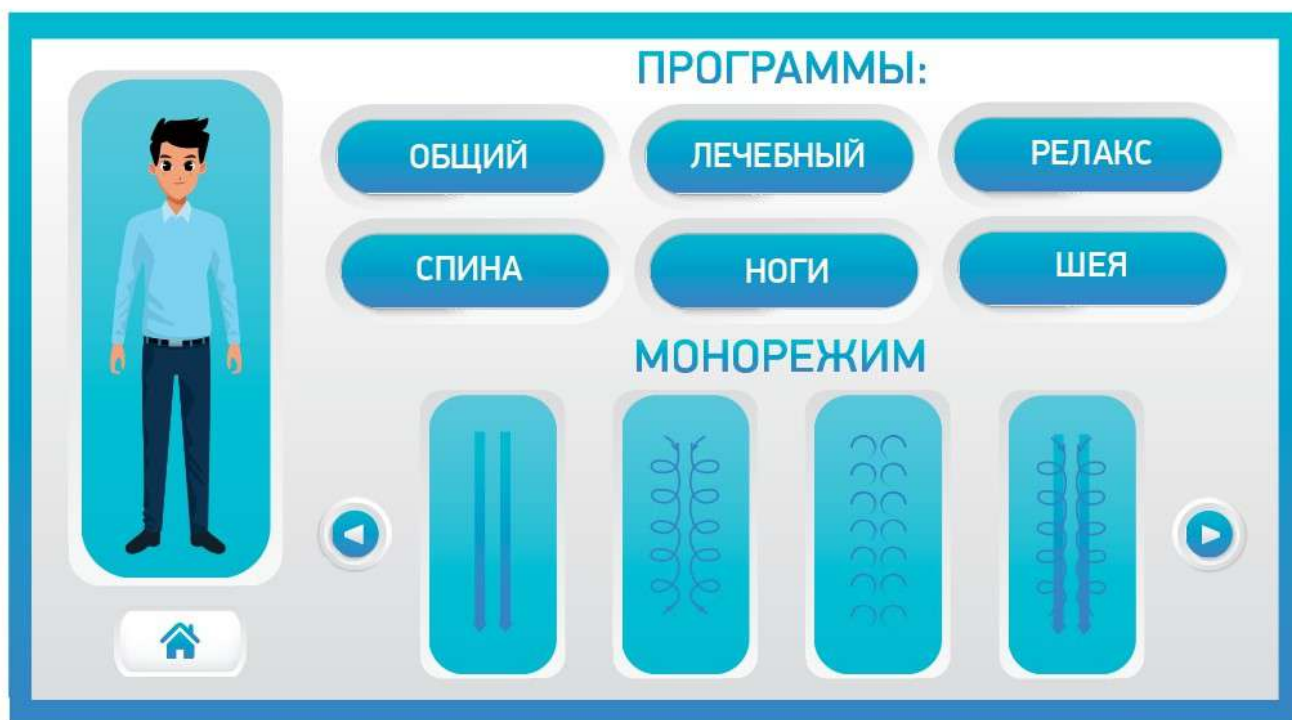 ПРОГРАММЫ:
ОБЩИЙ
ЛЕЧЕБНЫЙ
РЕЛАКС
СПИНА
НОГИ
ШЕЯ
МОНОРЕЖИМ